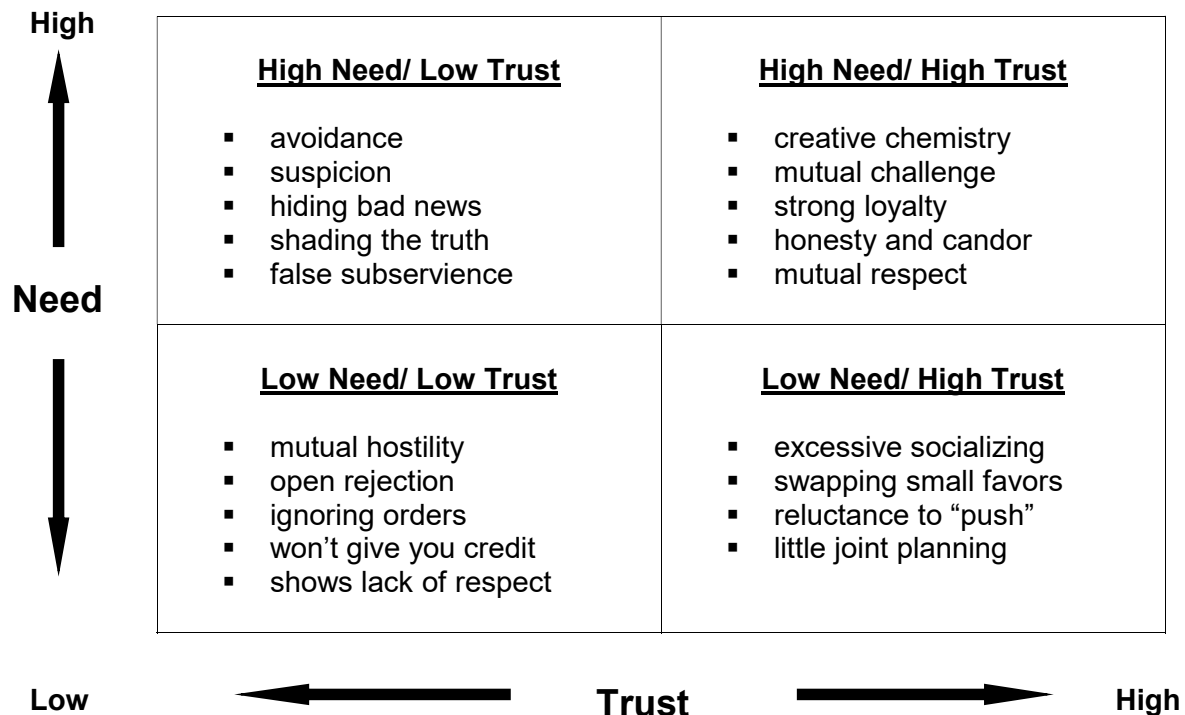 High
High Need/ Low Trust
▪ avoidance
▪ suspicion
▪ hiding bad news
▪ shading the truth
▪ false subservience
High Need/ High Trust
▪ creative chemistry
▪ mutual challenge
▪ strong loyalty
▪ honesty and candor
▪ mutual respect
Need
Low Need/ Low Trust
▪ mutual hostility
▪ open rejection
▪ ignoring orders
▪ won’t give you credit
▪ shows lack of respect
Low Need/ High Trust
▪ excessive socializing
▪ swapping small favors
▪ reluctance to “push”
▪ little joint planning
Low
Trust
High